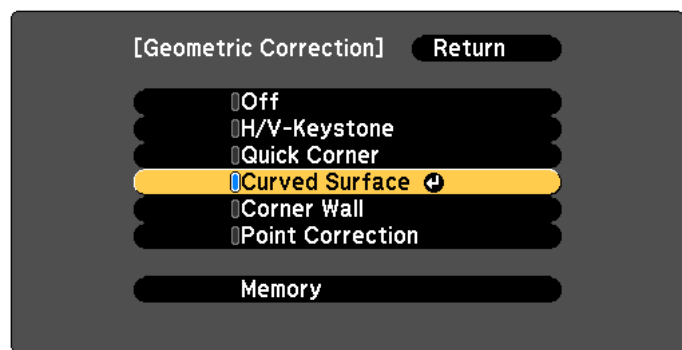 [Geometric Correction] Return
Off
H/V-Keystone
Quick Corner
Curved Surface
Corner Wall
Point Correction
Memory